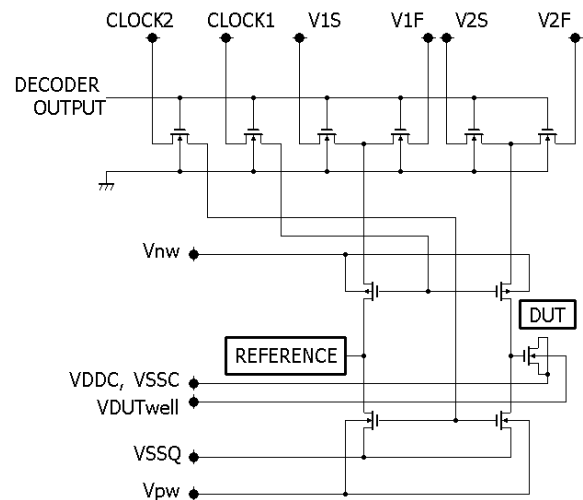 CLOCK2 CLOCK1 V1S V1F V2S V2F
DECODER
OUTPUT
Vnw
DUT
REFERENCE
VDDC, VSSC
VDUTwell
VSSQ
Vpw